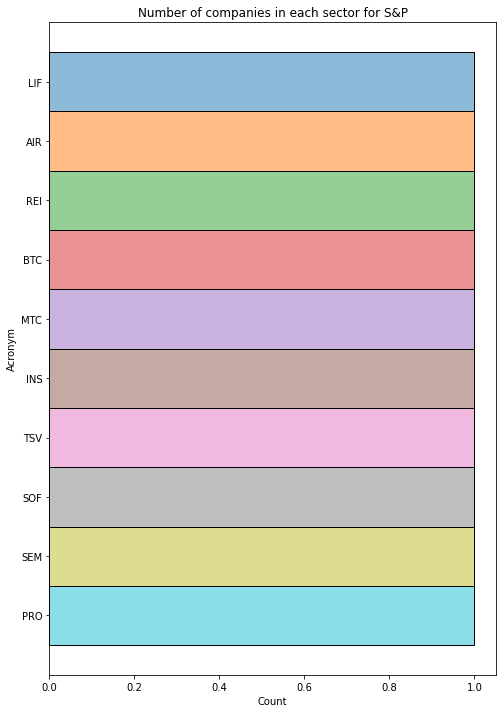 Number of companies in each sector for S&P
Acronym
LIF
AIR
REI
BTC
MTC
INS
TSV
SOF
SEM
PRO
0.0 0.2 0.4 0.6 0.8 1.0
Count